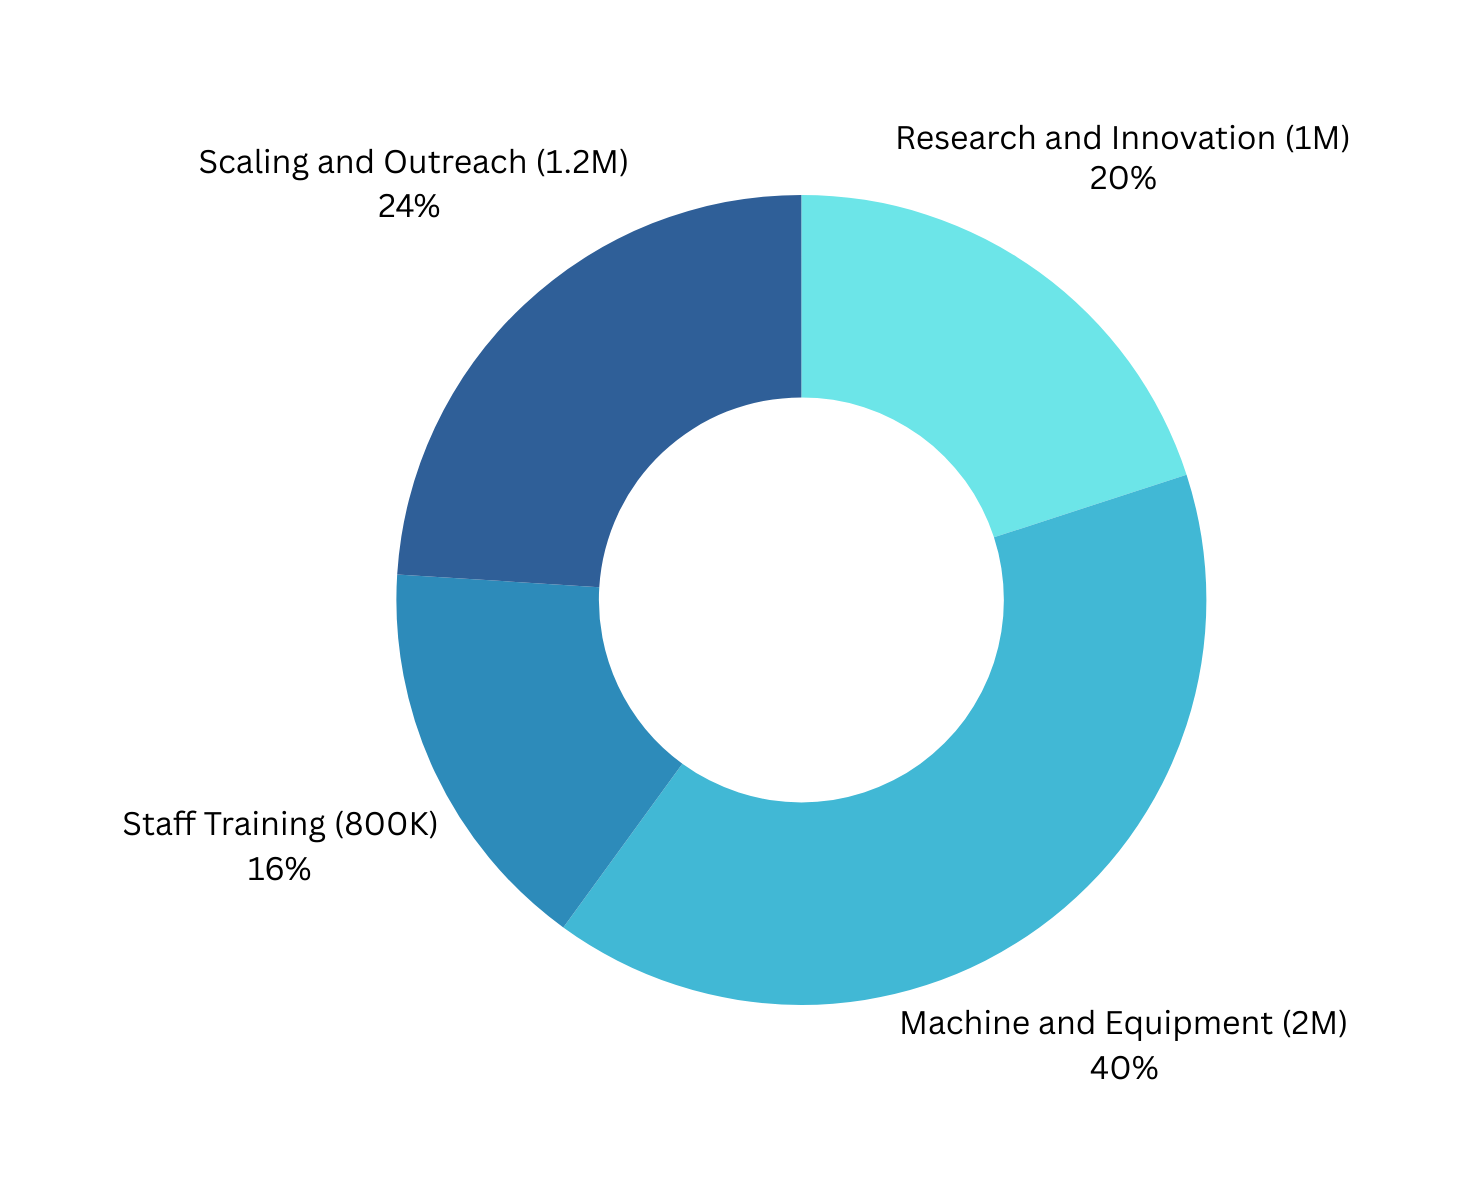 Research and Innovation (1M)
20%
Scaling and Outreach (1.2M)
24%
Staff Training (800K)
16%
Machine and Equipment (2M)
40%